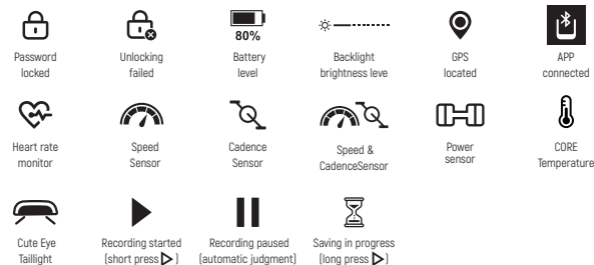 80%
Password
locked
Unlocking
failed
Battery
level
Backlight
brightness leve
GPS
located
APP
connected
Heart rate
monitor
Speed
Sensor
Cadence
Sensor
Speed &
CadenceSensor
Power
sensor
CORE
Temperature
Cute Eye
Taillight
Recording started
(short press ▷ )
Recording paused
(automatic judgment)
Saving in progress
(long press ▷ )